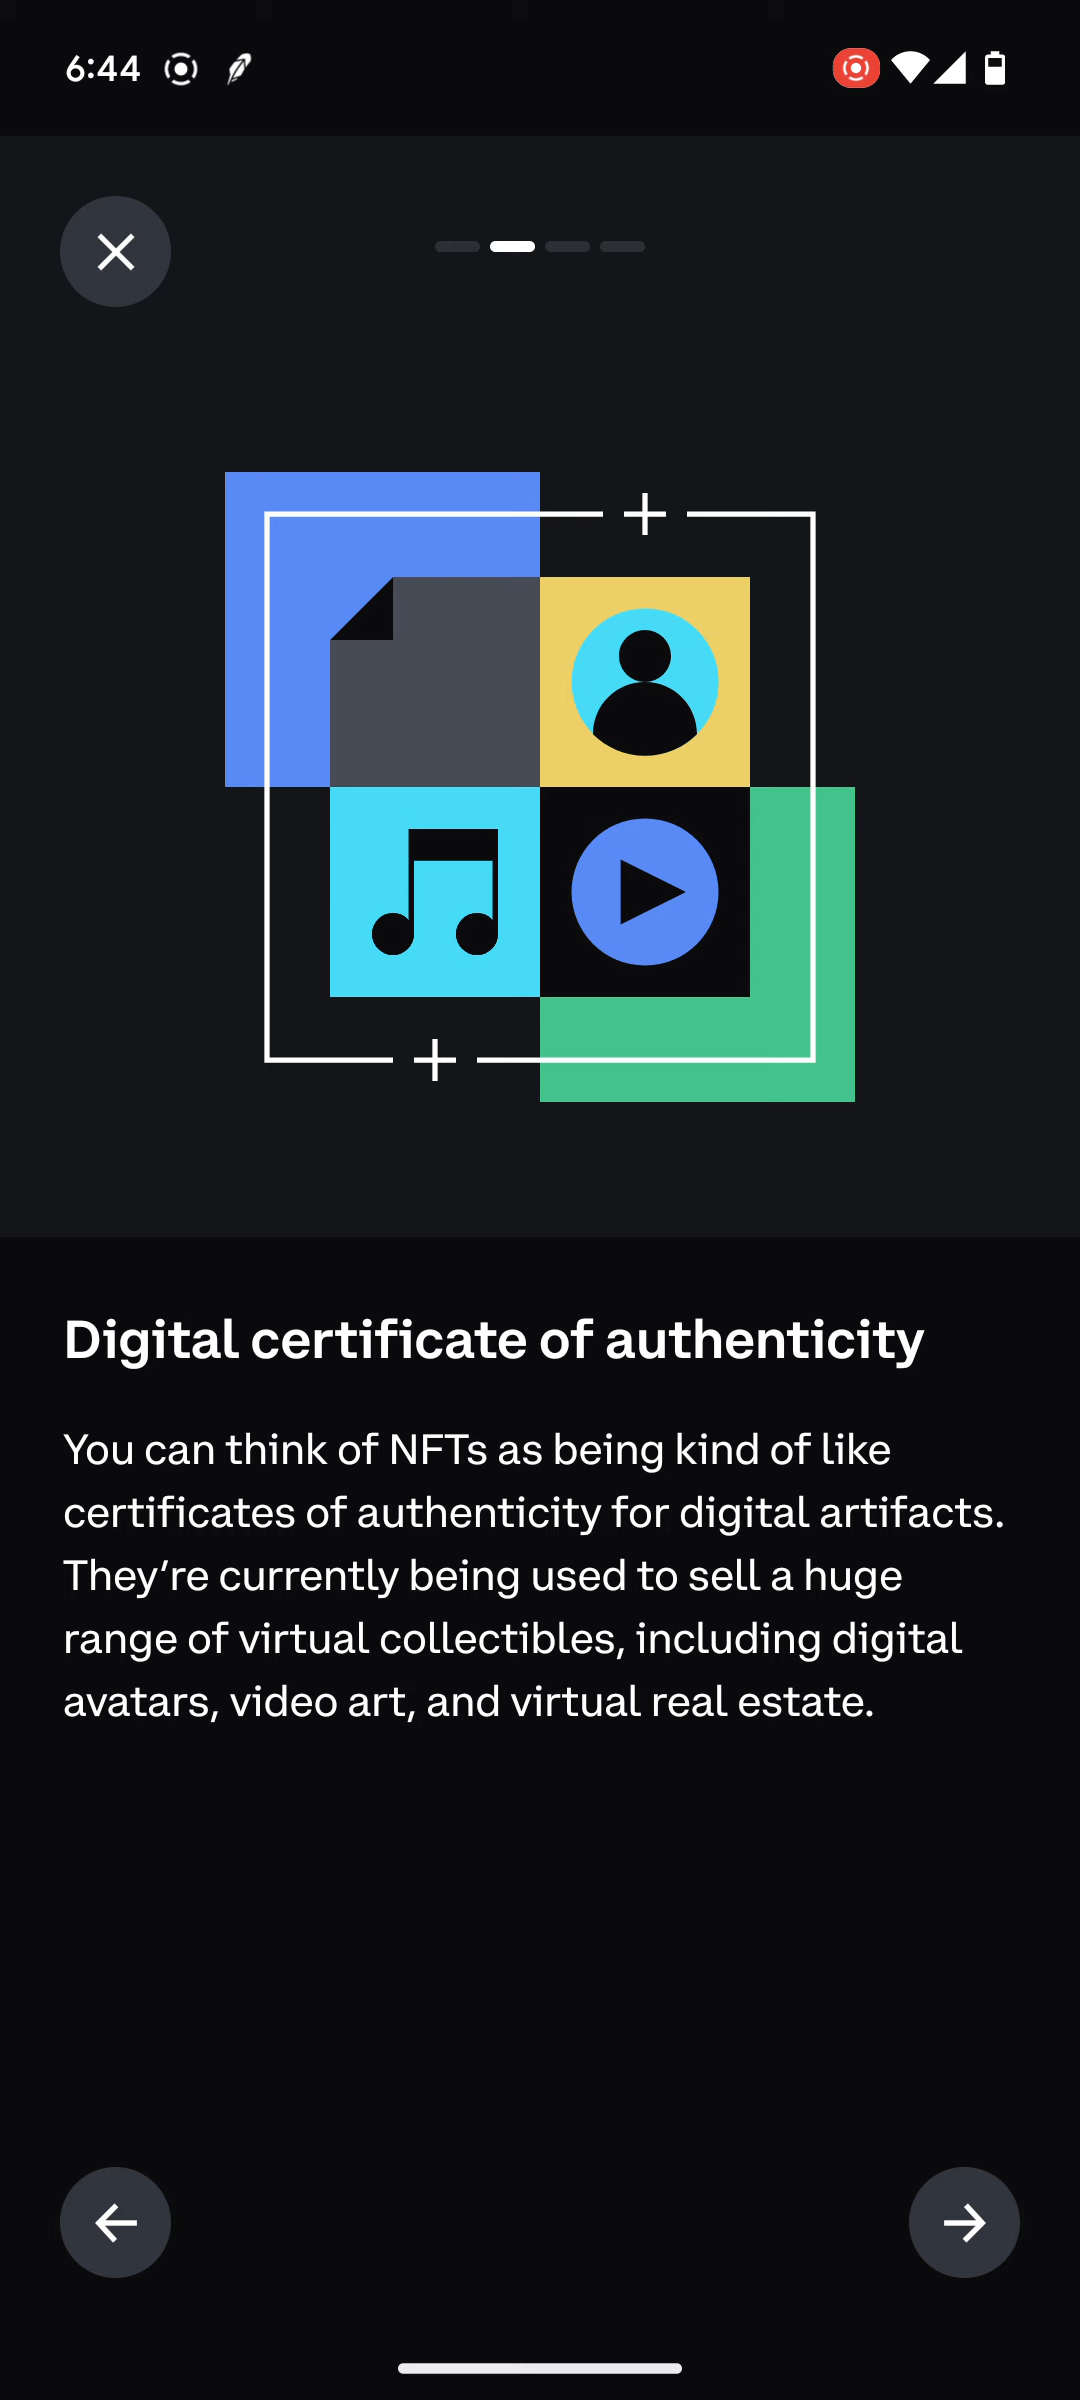 6:44
Digital certificate of authenticity
You can think of NFTs as being kind of like
certificates of authenticity for digital artifacts.
They’re currently being used to sell a huge
range of virtual collectibles, including digital
avatars, video art, and virtual real estate.